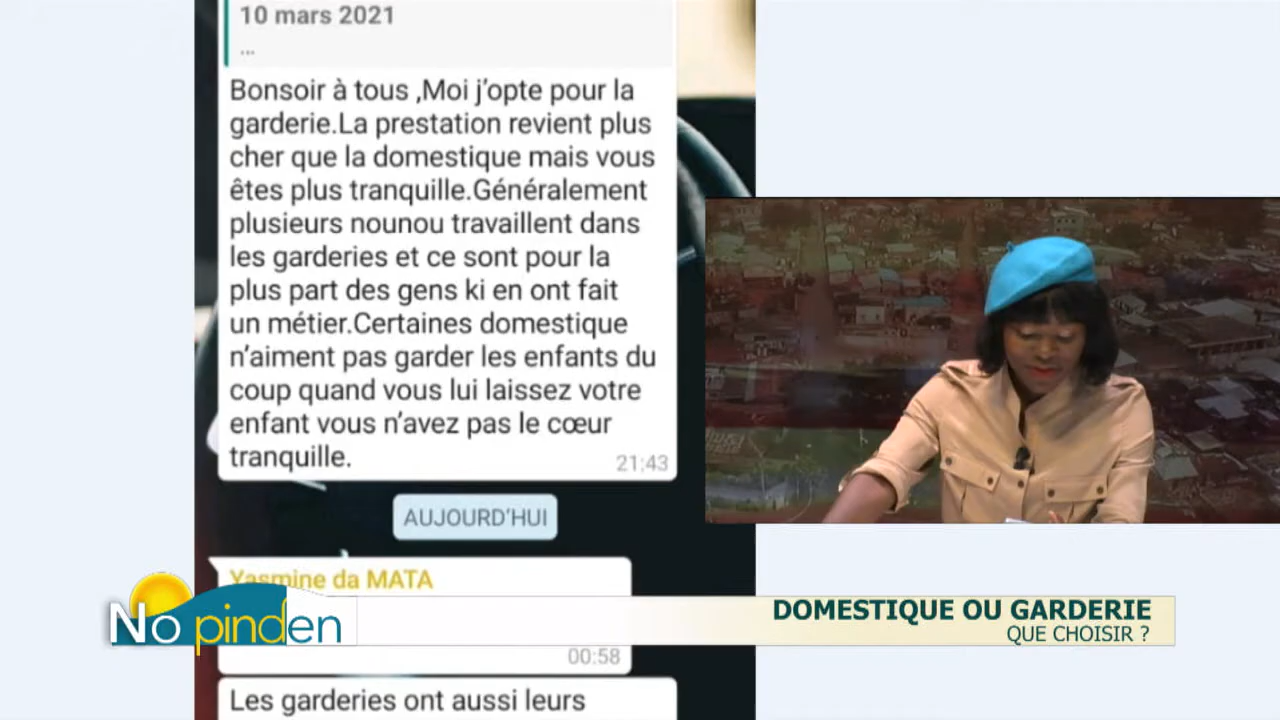 10 mars 2021
...
Bonsoir à tous ,Moi j'opte pour la
garderie.La prestation revient plus
cher que la domestique mais vous
êtes plus tranquille.Généralement
plusieurs nounou travaillent dans
les garderies et ce sont pour la
plus part des gens ki en ont fait
un métier.Certaines domestique
n'aiment pas garder les enfants du
coup quand vous lui laissez votre
enfant vous n'avez pas le cœur
tranquille.
21:43
AUJOURD'HUI
Yasmine da MATA
00:58
Les garderies ont aussi leurs
No pinden
DOMESTIQUE OU GARDERIE
QUE CHOISIR ?